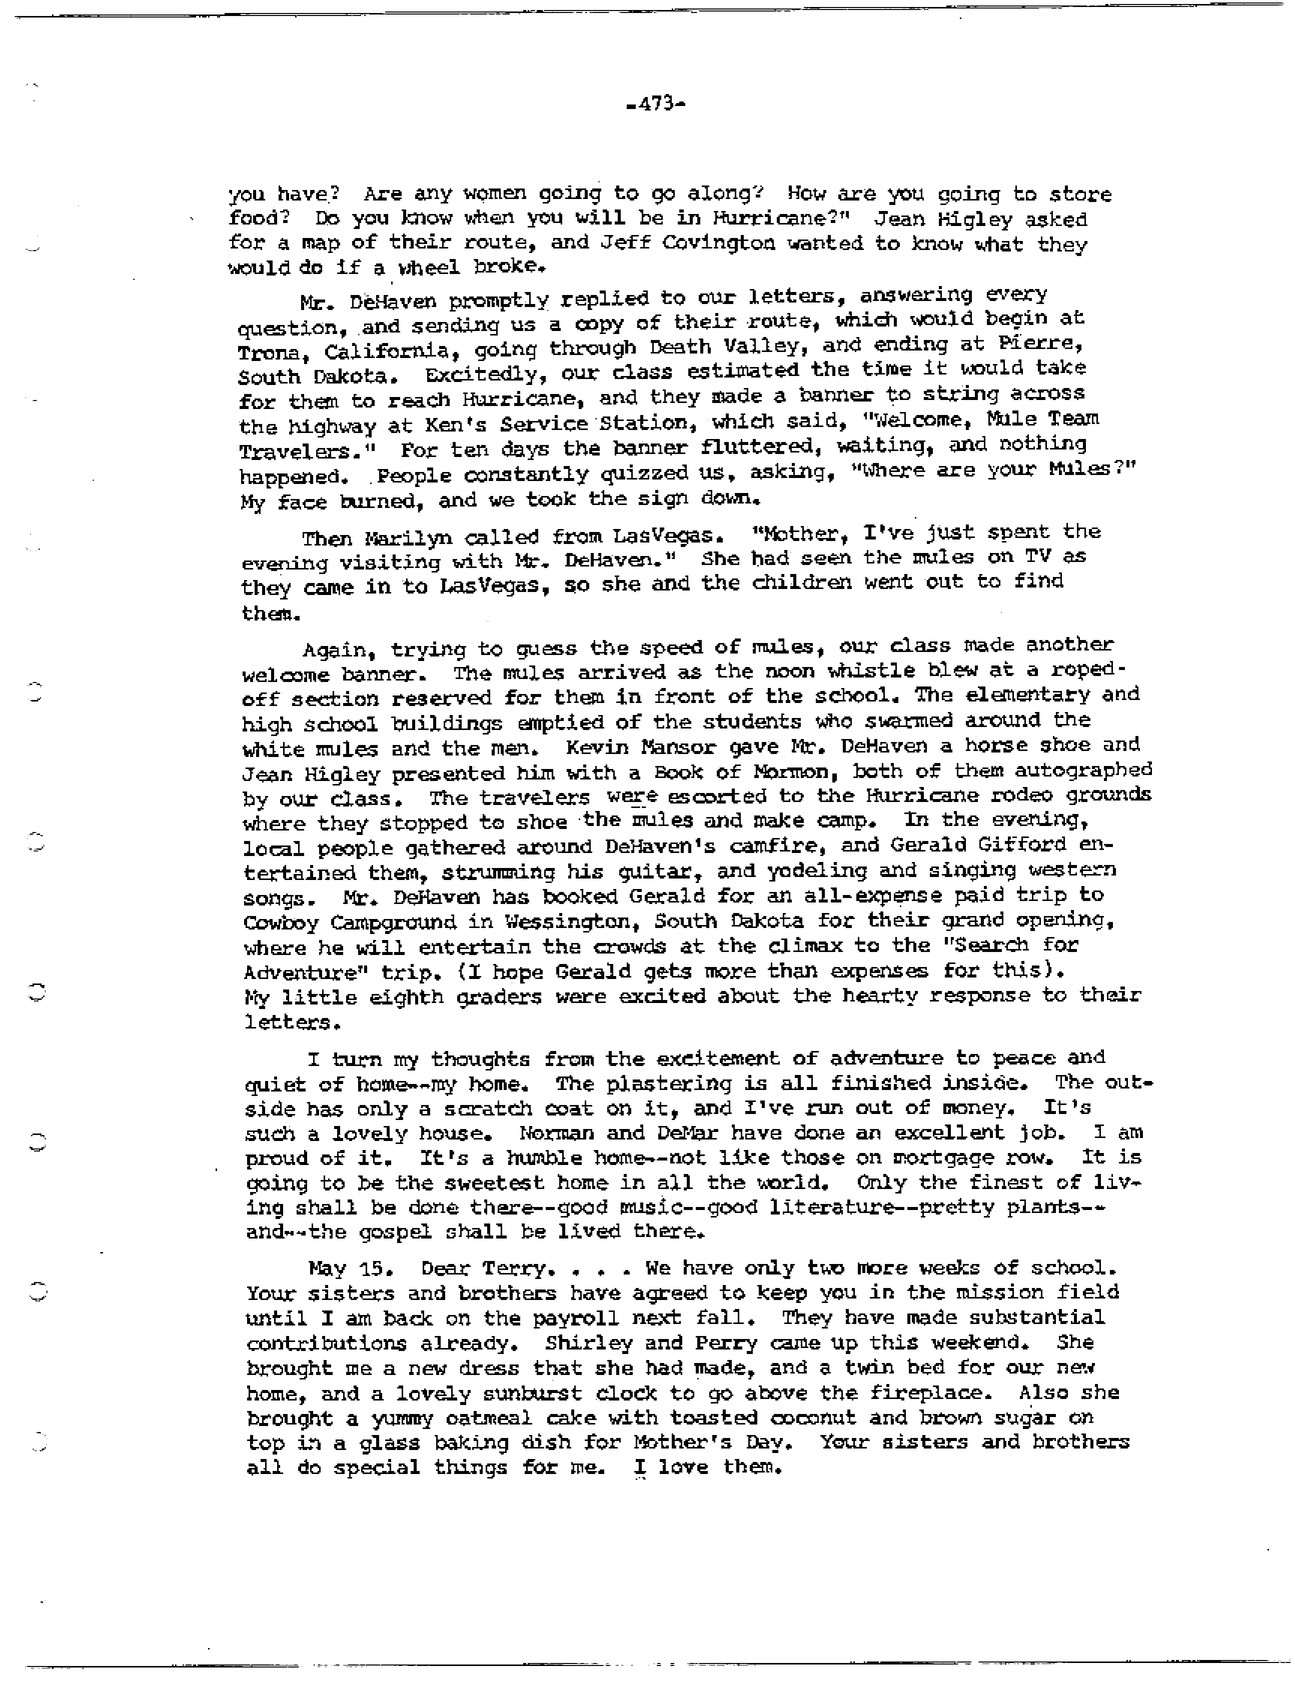 -473-
you have? Are any women going to go along? How are you going to store
food? Do you know when you will be in Hurricane?" Jean Higley asked
for a map of their route, and Jeff Covington wanted to know what they
would do if a wheel broke.
Mr. DeHaven promptly replied to our letters, answering every
question, and sending us a copy of their route, which would begin at
Trona, California, going through Death Valley, and ending at Pierre,
South Dakota. Excitedly, our class estimated the time it would take
for them to reach Hurricane, and they made a banner to string across
the highway at Ken's Service Station, which said, "Welcome, Mule Team
Travelers." For ten days the banner fluttered, waiting, and nothing
happened. People constantly quizzed us, asking, "Where are your Mules?"
My face burned, and we took the sign down.
Then Marilyn called from LasVegas. "Mother, I've just spent the
evening visiting with Mr. DeHaven." She had seen the mules on TV as
they came in to LasVegas, so she and the children went out to find
them.
Again, trying to guess the speed of mules, our class made another
welcome banner. The mules arrived as the noon whistle blew at a roped-
off section reserved for them in front of the school. The elementary and
high school buildings emptied of the students who swarmed around the
white mules and the men. Kevin Mansor gave Mr. DeHaven a horse shoe and
Jean Higley presented him with a Book of Mormon, both of them autographed
by our class. The travelers were escorted to the Hurricane rodeo grounds
where they stopped to shoe the mules and make camp. In the evening,
local people gathered around DeHaven's camfire, and Gerald Gifford en-
tertained them, strumming his guitar, and yodeling and singing western
songs. Mr. DeHaven has booked Gerald for an all-expense paid trip to
Cowboy Campground in Wessington, South Dakota for their grand opening,
where he will entertain the crowds at the climax to the "Search for
Adventure" trip. (I hope Gerald gets more than expenses for this).
My little eighth graders were excited about the hearty response to their
letters.
I turn my thoughts from the excitement of adventure to peace and
quiet of home--my home. The plastering is all finished inside. The out-
side has only a scratch coat on it, and I've run out of money. It's
such a lovely house. Norman and DeMar have done an excellent job. I am
proud of it. It's a humble home--not like those on mortgage row. It is
going to be the sweetest home in all the world. Only the finest of liv-
ing shall be done there--good music--good literature--pretty plants--
and--the gospel shall be lived there.
May 15. Dear Terry. . . . We have only two more weeks of school.
Your sisters and brothers have agreed to keep you in the mission field
until I am back on the payroll next fall. They have made substantial
contributions already. Shirley and Perry came up this weekend. She
brought me a new dress that she had made, and a twin bed for our new
home, and a lovely sunburst clock to go above the fireplace. Also she
brought a yummy oatmeal cake with toasted coconut and brown sugar on
top in a glass baking dish for Mother's Day. Your sisters and brothers
all do special things for me. I love them.